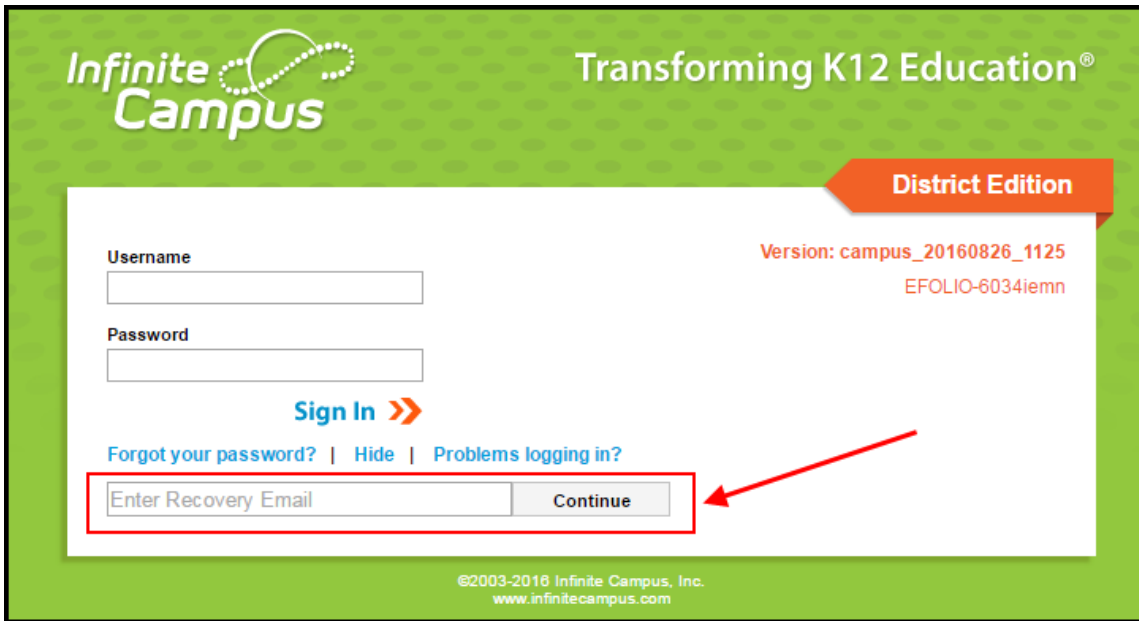 Infinite
Campus
Transforming K12 Education®
District Edition
Username
Version: campus_20160826_1125
EFOLIO-6034iemn
Password
Sign In
Forgot your password? | Hide | Problems logging in?
Enter Recovery Email
Continue
©2003-2016 Infinite Campus, Inc.
www.infinitecampus.com